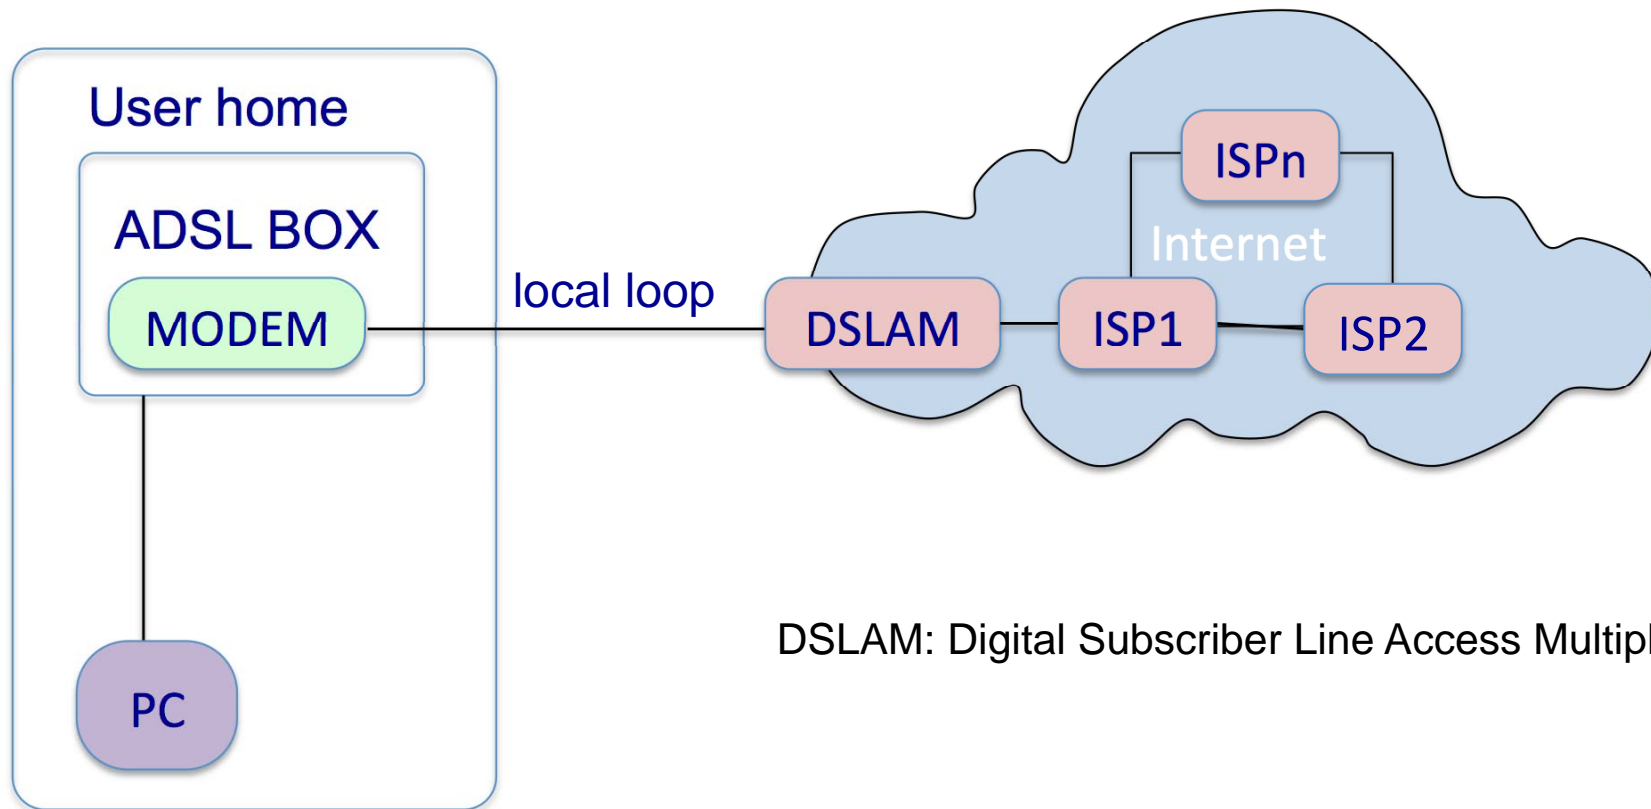 User home
ADSL BOX
MODEM
local loop
PC
DSLAM
ISP1
ISP2
ISPn
Internet
DSLAM: Digital Subscriber Line Access Multipl